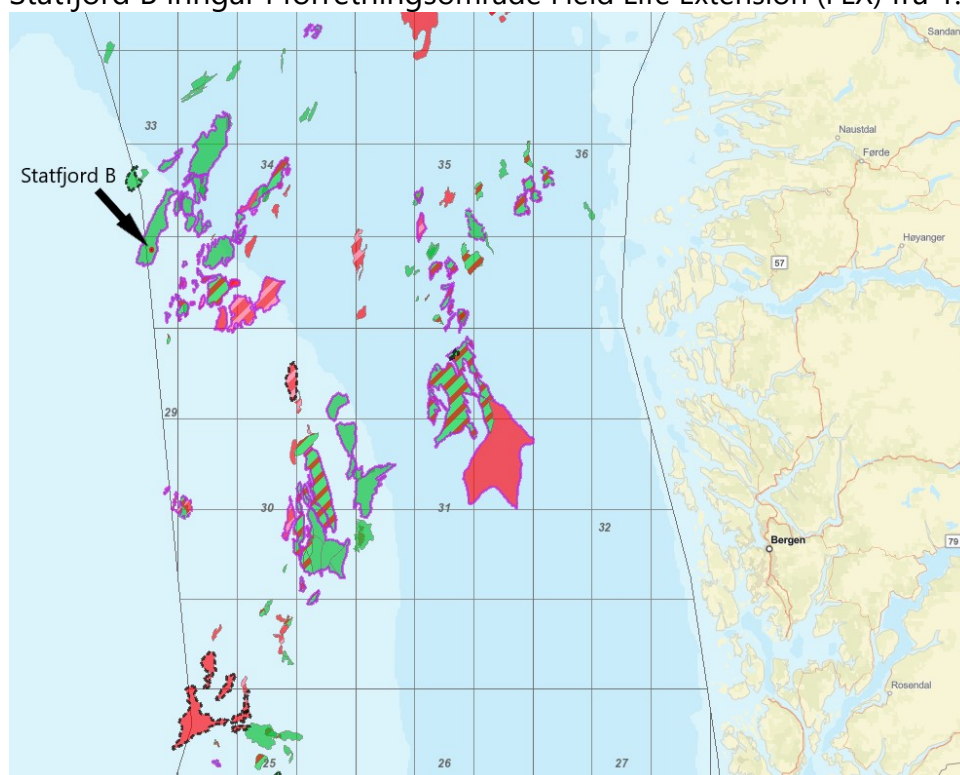 Statfjord B inngår i forretningsområde Field Life Extension (FLX) fra 1.
Sandan
33
36
Naustdal
34
35
Førde
Statfjord B
Høyanger
57
29
30
31
32
Bergen
79
Rosendal
25
26
27